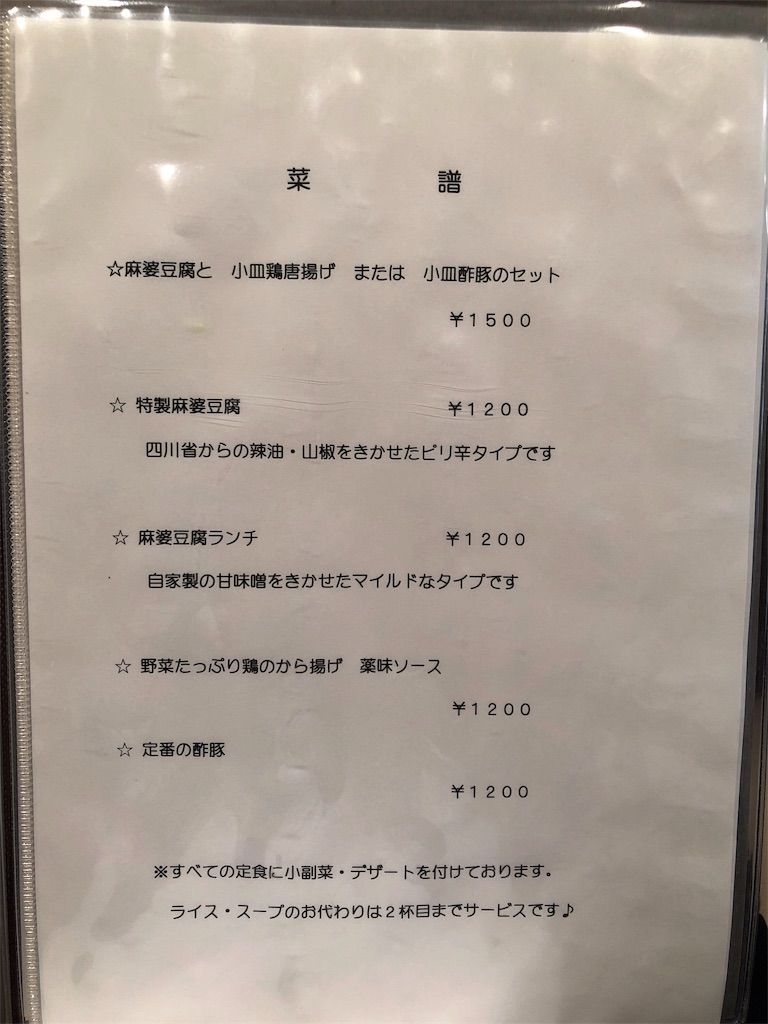 菜　譜
☆麻婆豆腐と　小皿鶏唐揚げ　または　小皿酢豚のセット
￥１５００
☆ 特製麻婆豆腐　￥１２００
四川省からの辣油・山椒をきかせたピリ辛タイプです
☆ 麻婆豆腐ランチ　￥１２００
自家製の甘味噌をきかせたマイルドなタイプです
☆ 野菜たっぷり鶏のから揚げ　薬味ソース
￥１２００
☆ 定番の酢豚
￥１２００
※すべての定食に小副菜・デザートを付けております。
ライス・スープのお代わりは２杯目までサービスです♪